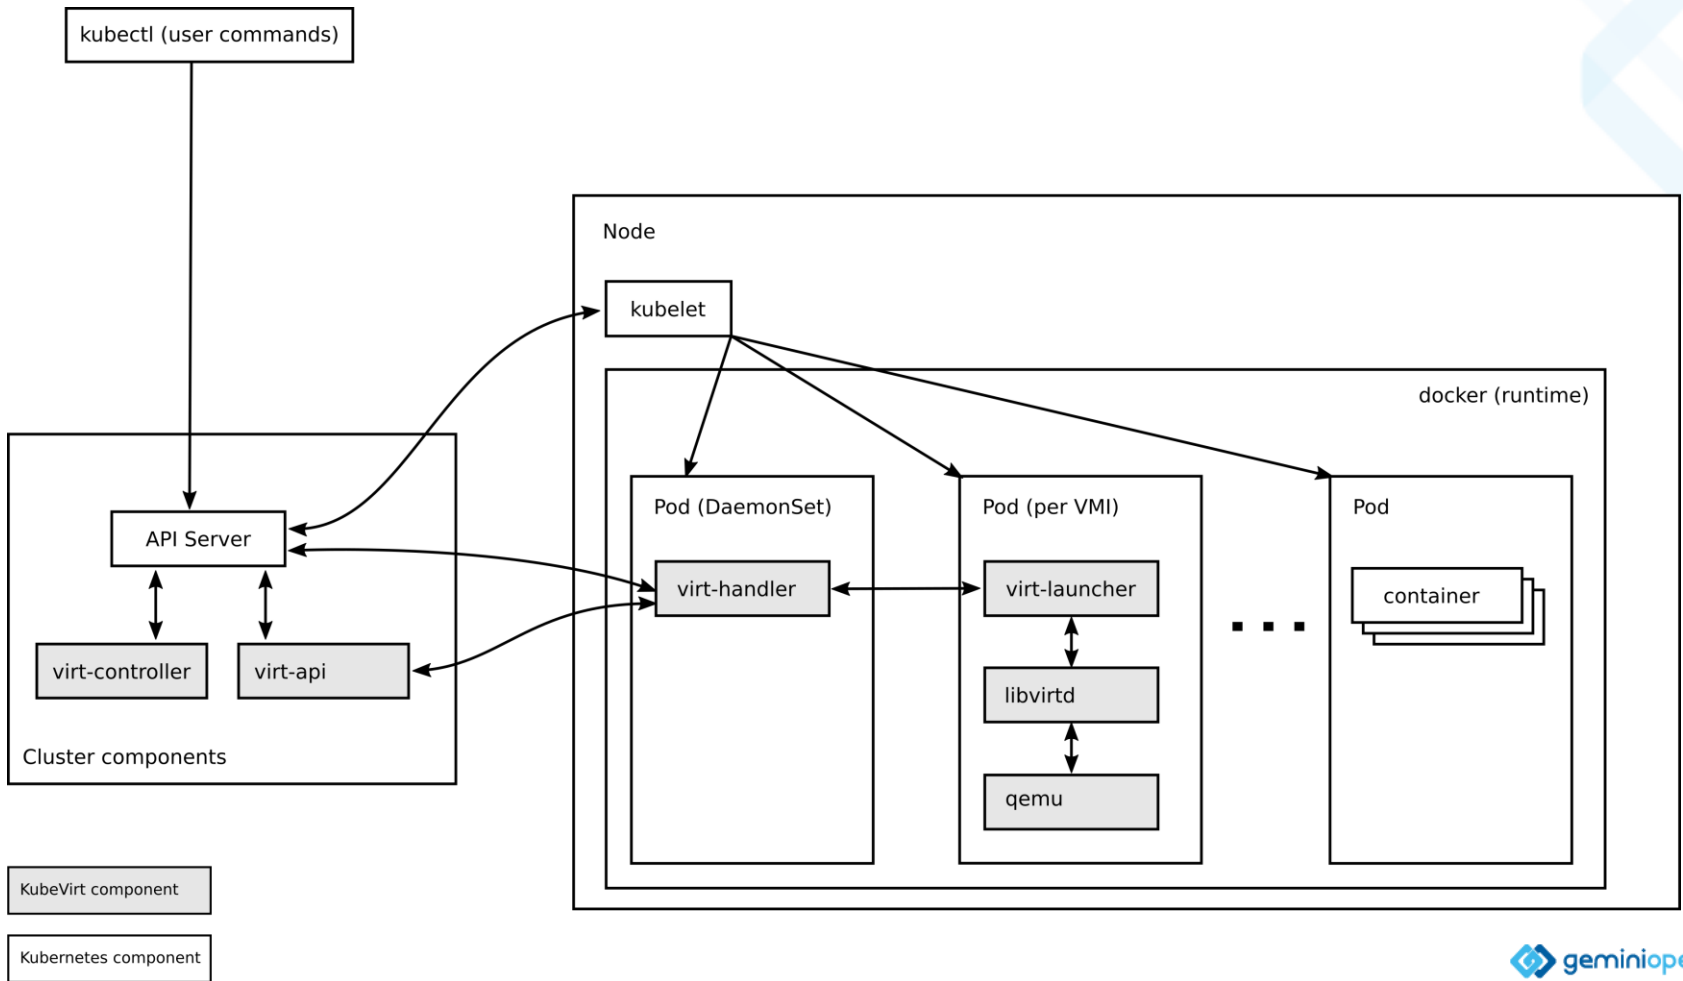 kubectl (user commands)
Node
kubelet
docker (runtime)
Pod (DaemonSet)
Pod (per VMI)
Pod
API Server
virt-handler
virt-launcher
container
virt-controller
virt-api
libvirtd
qemu
Cluster components
KubeVirt component
Kubernetes component
geminiope